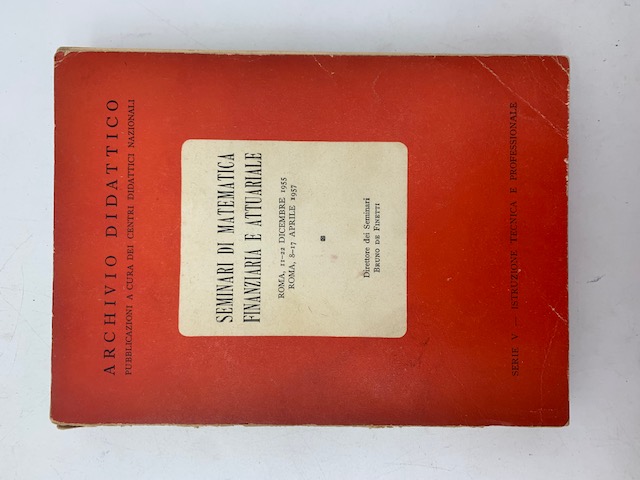 ARCHIVIO DIDATTICO
PUBBLICAZIONI A CURA DEI CENTRI DIDATTICI NAZIONALI
SEMINARI DI MATEMATICA
FINANZIARIA E ATTUARIALE
ROMA, 11-22 DICEMBRE 1955
ROMA, 8-17 APRILE 1957
Direttore dei Seminari
BRUNO DE FINETTI
SERIE V - ISTRUZIONE TECNICA E PROFESSIONALE